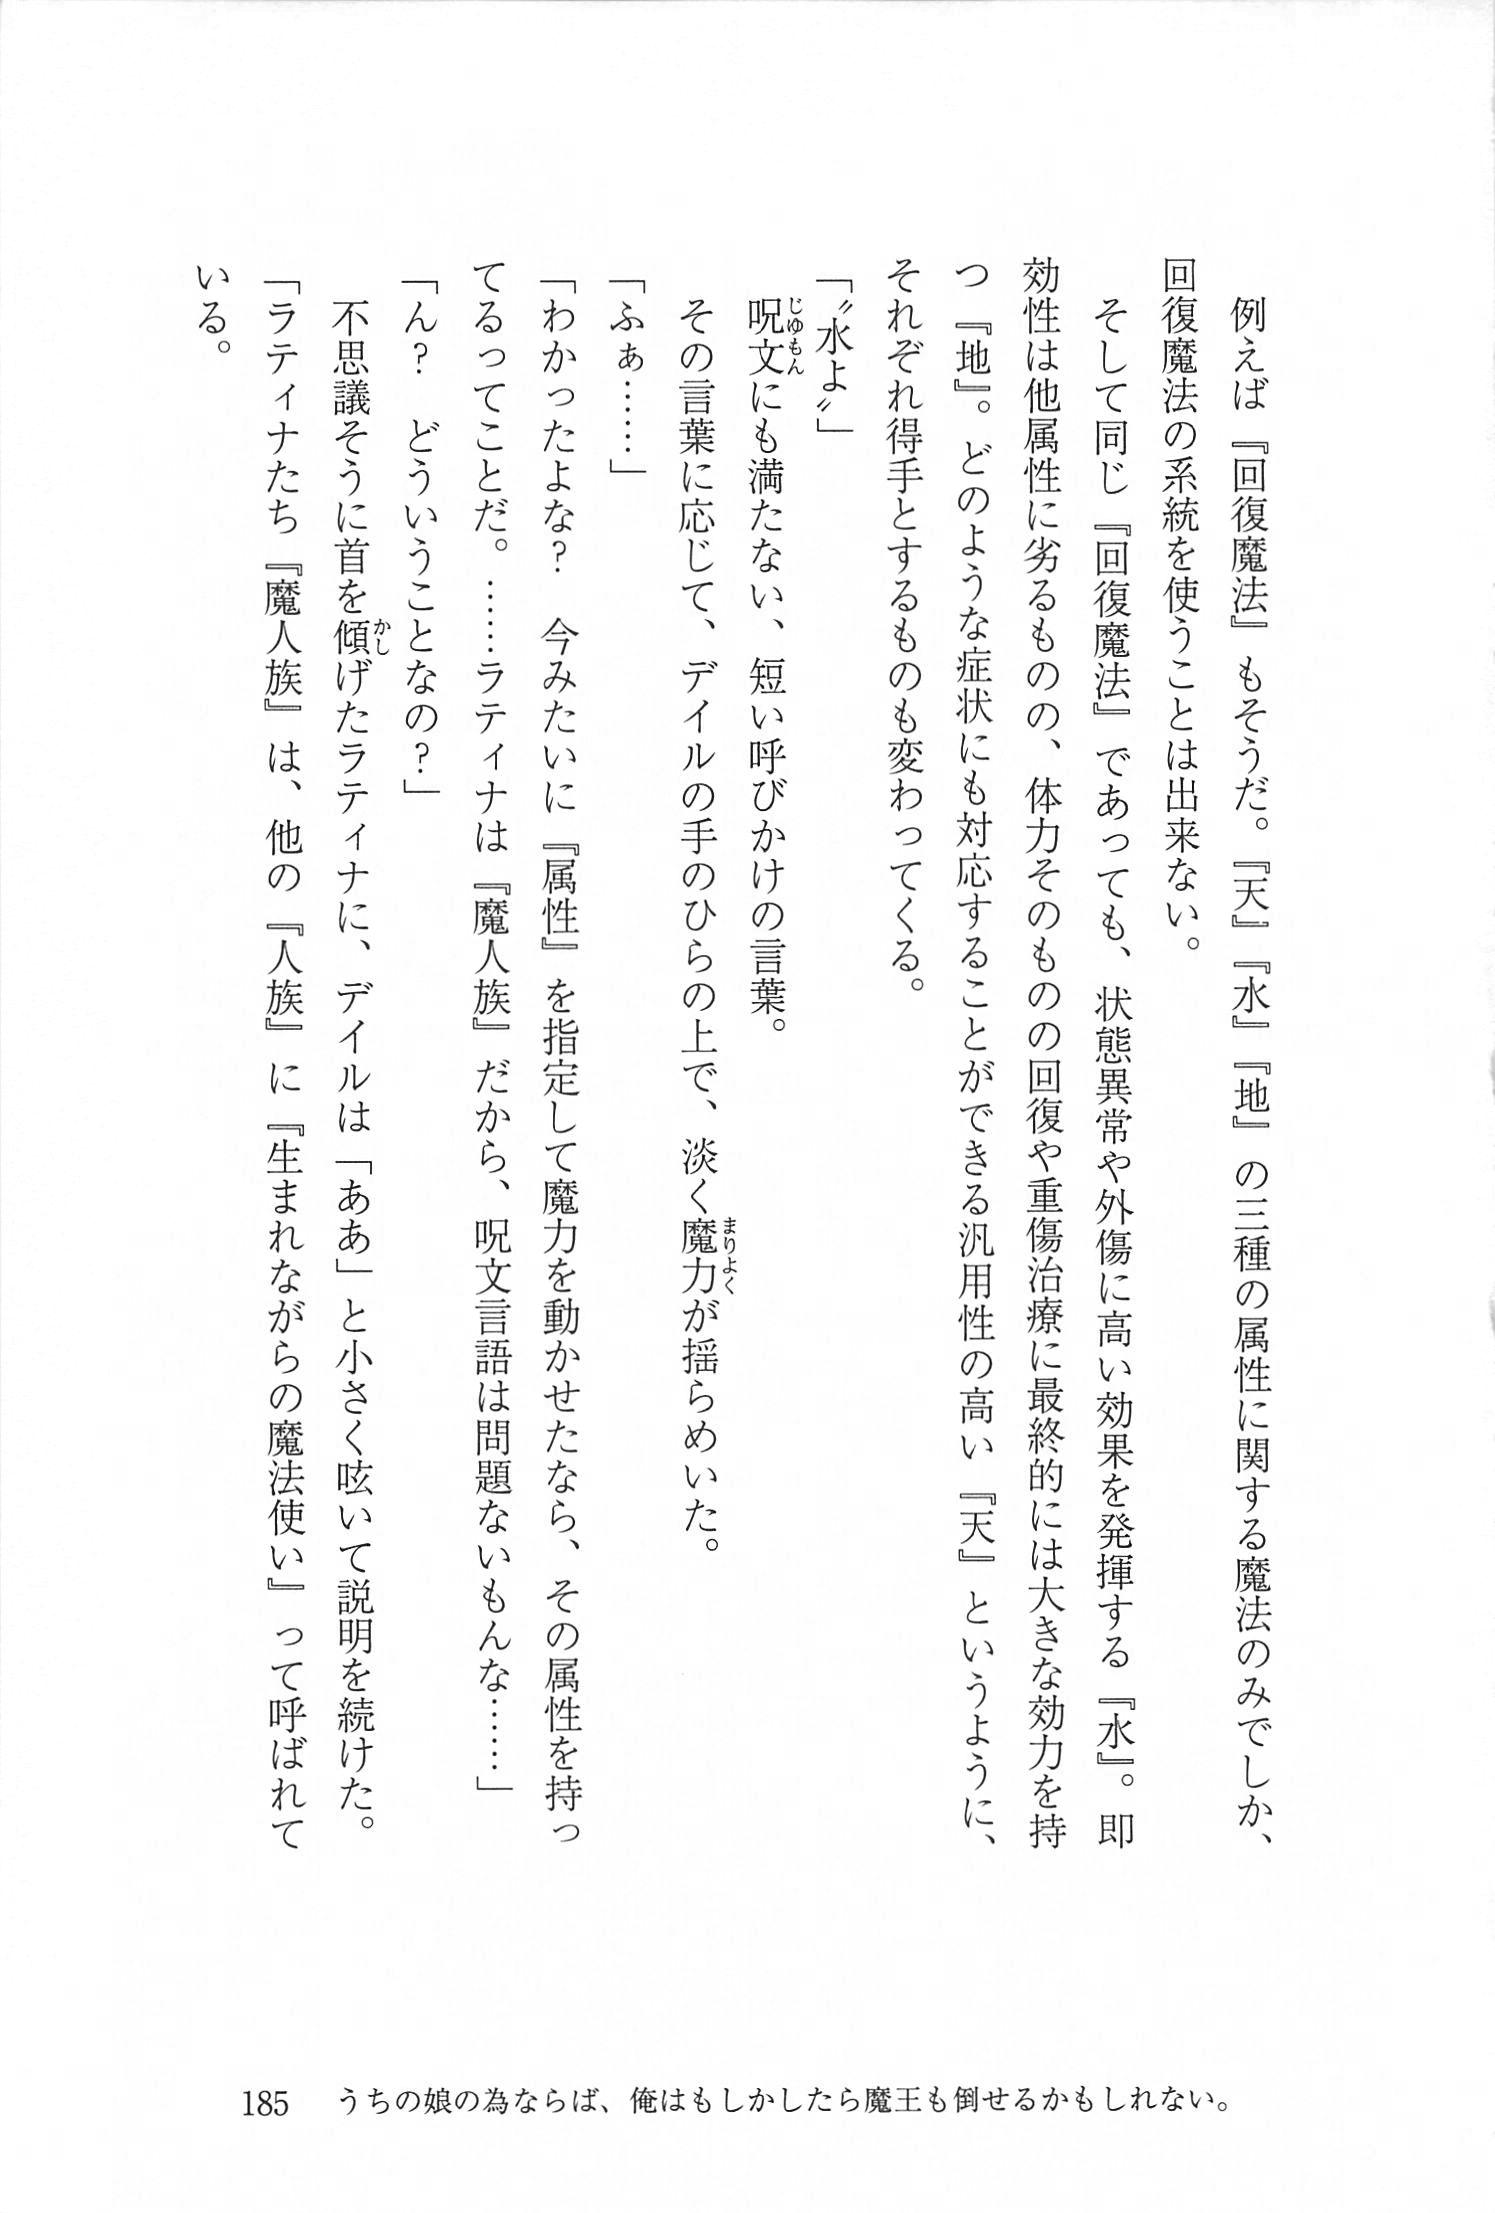 例えば『回復魔法』もそうだ。『天』『水』『地』の三種の属性に関する魔法のみでしか、
回復魔法の系統を使うことは出来ない。
　そして同じ『回復魔法』であっても、状態異常や外傷に高い効果を発揮する『水』。即
効性は他属性に劣るものの、体力そのものの回復や重傷治療に最終的には大きな効力を持
つ『地』。どのような症状にも対応することができる汎用性の高い『天』というように、
それぞれ得手とするものも変わってくる。
「〝水よ〟」
　呪文にも満たない、短い呼びかけの言葉。
　その言葉に応じて、デイルの手のひらの上で、淡く魔力が揺らめいた。
「ふぁ……」
「わかったよな？　今みたいに『属性』を指定して魔力を動かせたなら、その属性を持っ
てるってことだ。……ラティナは『魔人族』だから、呪文言語は問題ないもんな……」
「ん？　どういうことなの？」
　不思議そうに首を傾げたラティナに、デイルは「ああ」と小さく呟いて説明を続けた。
「ラティナたち『魔人族』は、他の『人族』に『生まれながらの魔法使い』って呼ばれて
いる。
185　うちの娘の為ならば、俺はもしかしたら魔王も倒せるかもしれない。